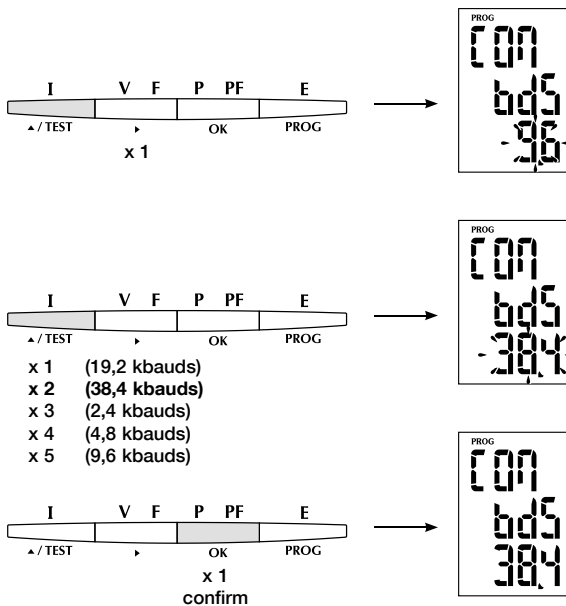 PROG
COM
bdS
96
I V F P PF E
▲ / TEST ▸ OK PROG
x 1
PROG
COM
bdS
38.4
I V F P PF E
▲ / TEST ▸ OK PROG
x 1 (19,2 kbauds)
x 2 (38,4 kbauds)
x 3 (2,4 kbauds)
x 4 (4,8 kbauds)
x 5 (9,6 kbauds)
PROG
COM
bdS
38.4
I V F P PF E
▲ / TEST ▸ OK PROG
x 1
confirm